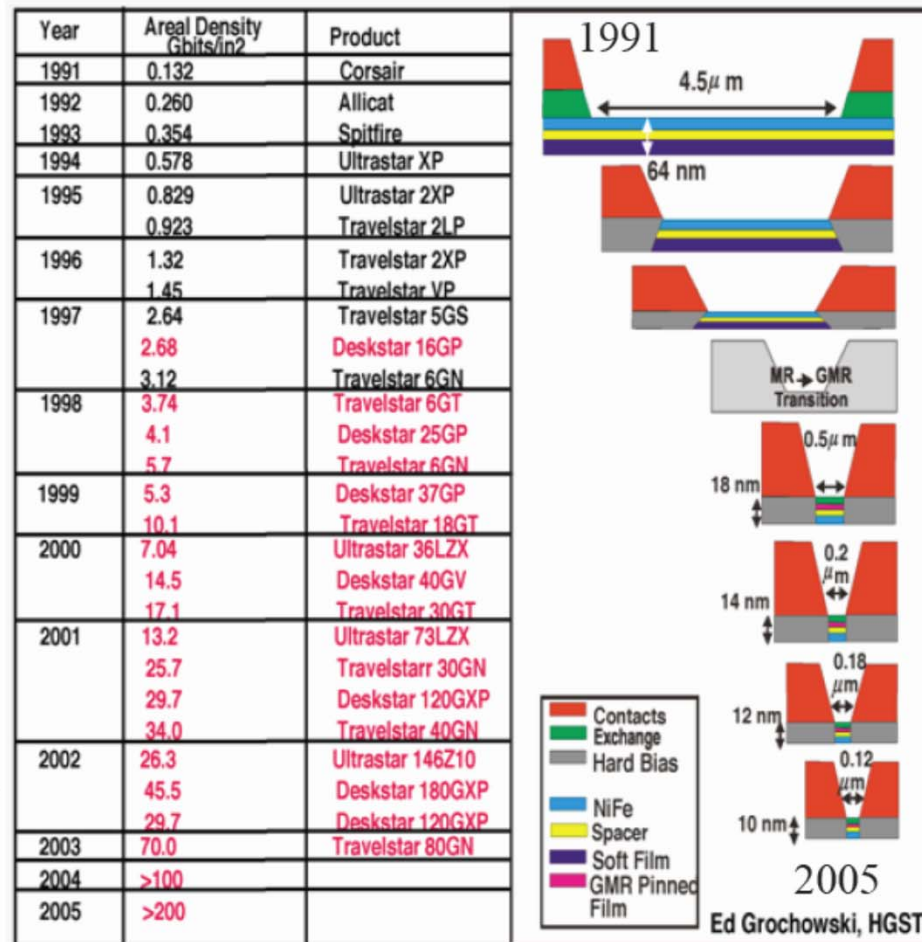 Year Areal Density Gbits/in2 Product
1991 0.132 Corsair
1992 0.260 Allicat
1993 0.354 Spitfire
1994 0.578 Ultrastar XP
1995 0.829 Ultrastar 2XP
0.923 Travelstar 2LP
1996 1.32 Travelstar 2XP
1.45 Travelstar VP
1997 2.64 Travelstar 5GS
2.68 Deskstar 16GP
3.12 Travelstar 6GN
1998 3.74 Travelstar 6GT
4.1 Deskstar 25GP
5.7 Travelstar 6GN
1999 5.3 Deskstar 37GP
10.1 Travelstar 18GT
2000 7.04 Ultrastar 36LZX
14.5 Deskstar 40GV
17.1 Travelstar 30GT
2001 13.2 Ultrastar 73LZX
25.7 Travelstarr 30GN
29.7 Deskstar 120GXP
34.0 Travelstar 40GN
2002 26.3 Ultrastar 146Z10
45.5 Deskstar 180GXP
29.7 Deskstar 120GXP
2003 70.0 Travelstar 80GN
2004 >100
2005 >200
1991
4.5μm
64 nm
MR GMR
Transition
0.5μm
18 nm
0.2
μm
14 nm
0.18
μm
12 nm
0.12
μm
10 nm
Contacts
Exchange
Hard Bias
NiFe
Spacer
Soft Film
GMR Pinned
Film
2005
Ed Grochowski, HGST